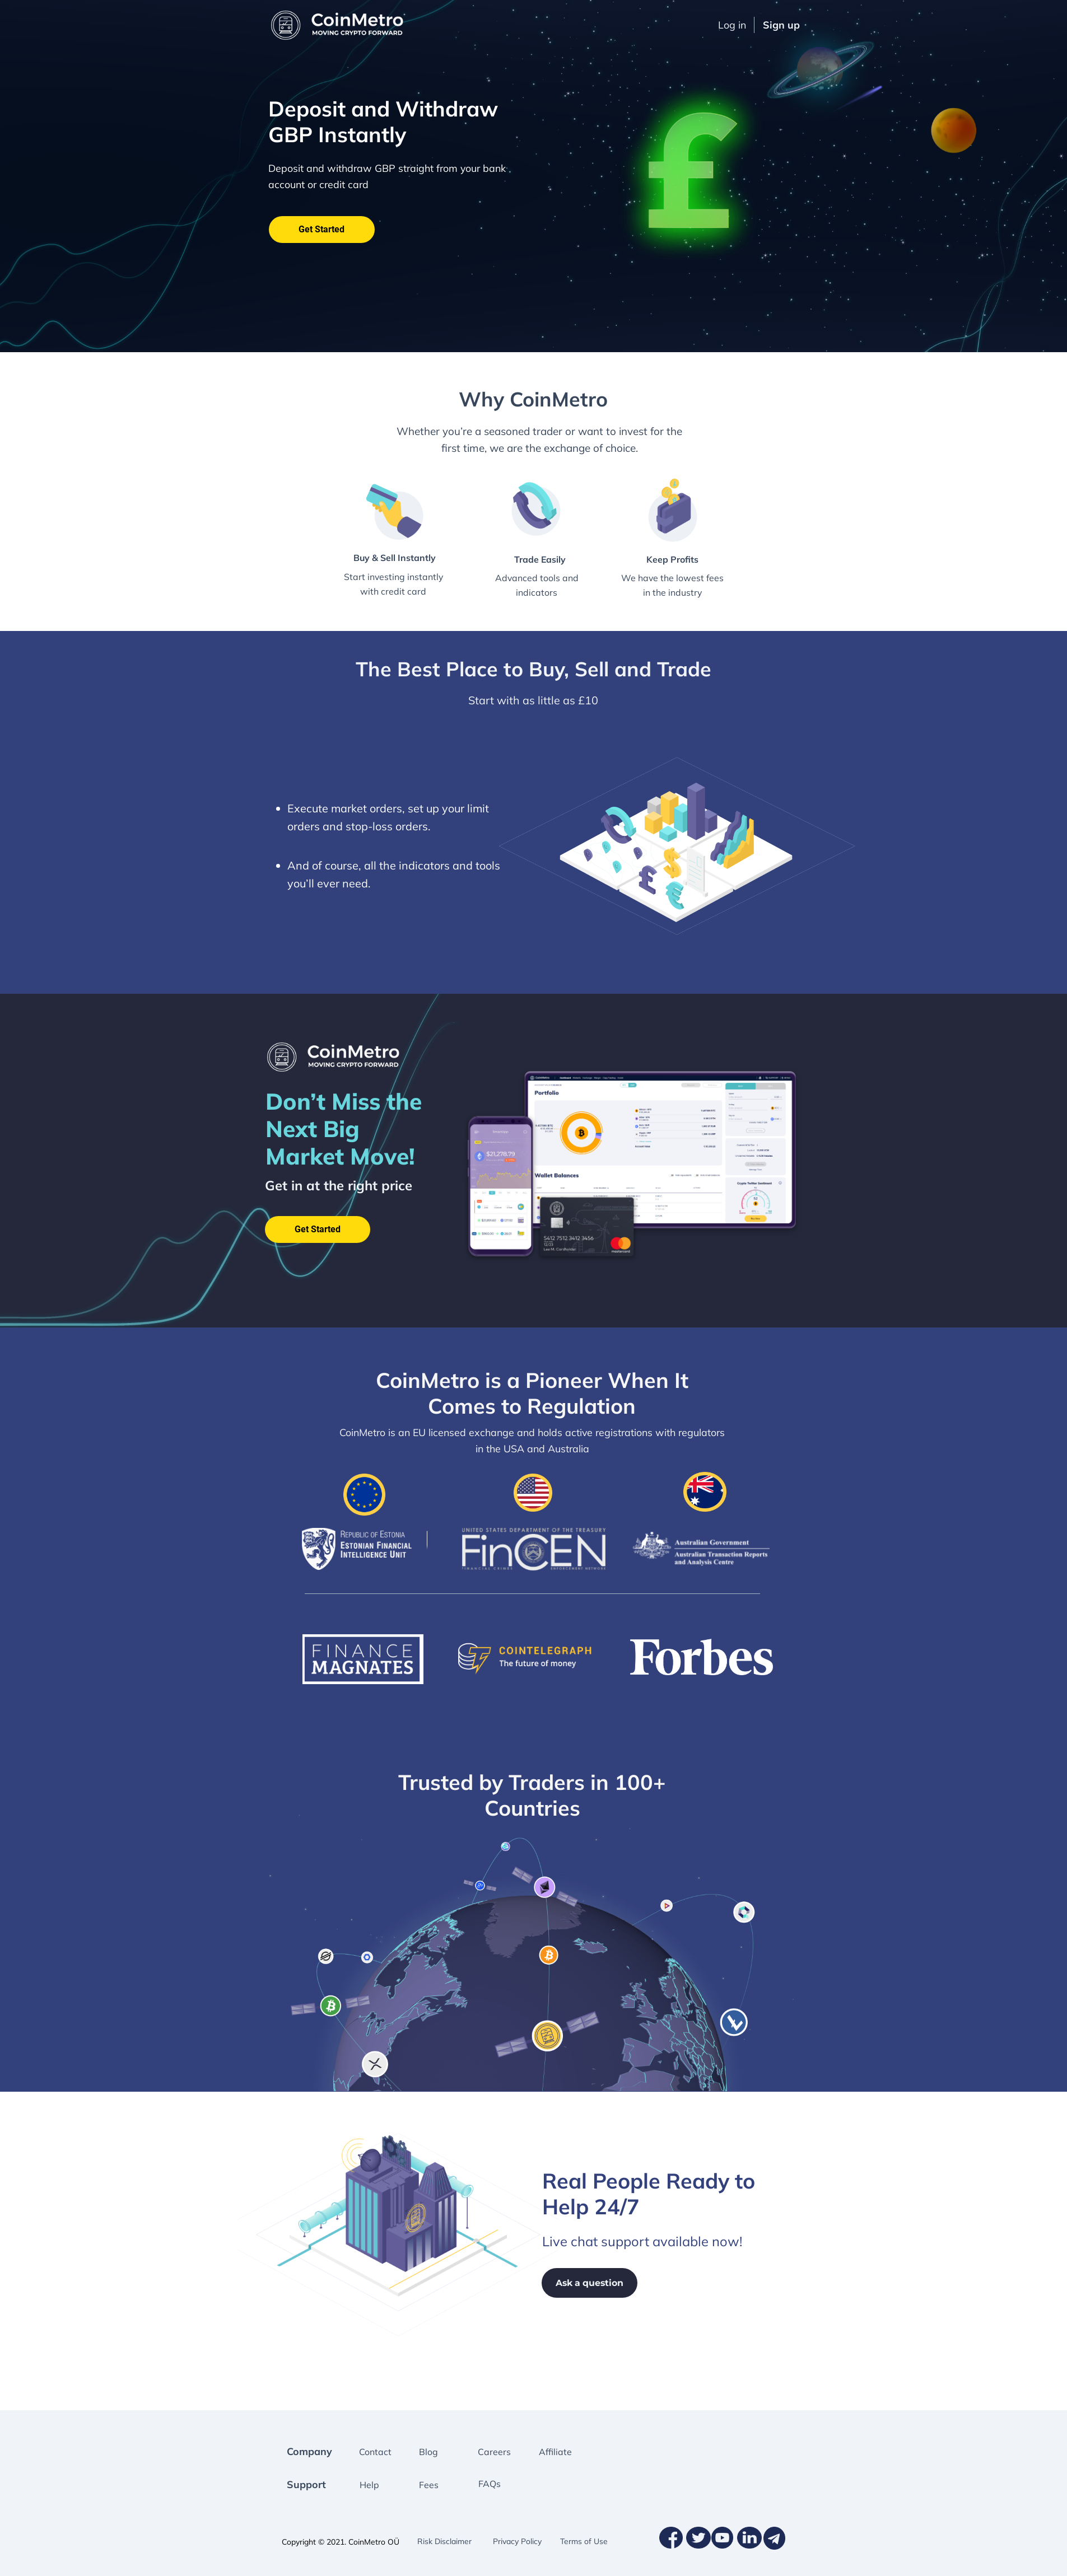 CoinMetro
MOVING CRYPTO FORWARD
Log in
Sign up
Deposit and Withdraw
GBP Instantly
Deposit and withdraw GBP straight from your bank
account or credit card
£
Get Started
Why CoinMetro
Whether you’re a seasoned trader or want to invest for the
first time, we are the exchange of choice.
Buy & Sell Instantly
Start investing instantly
with credit card
Trade Easily
Advanced tools and
indicators
Keep Profits
We have the lowest fees
in the industry
The Best Place to Buy, Sell and Trade
Start with as little as £10
• Execute market orders, set up your limit
orders and stop-loss orders.
• And of course, all the indicators and tools
you’ll ever need.
CoinMetro
MOVING CRYPTO FORWARD
Don’t Miss the
Next Big
Market Move!
Get in at the right price
Get Started
Portfolio
Wallet Balances
$31,278.79
5412 7512 3412 3456
CoinMetro is a Pioneer When It
Comes to Regulation
CoinMetro is an EU licensed exchange and holds active registrations with regulators
in the USA and Australia
REPUBLIC OF ESTONIA
ESTONIAN FINANCIAL
INTELLIGENCE UNIT
UNITED STATES DEPARTMENT OF THE TREASURY
FinCEN
FINANCIAL CRIMES ENFORCEMENT NETWORK
Australian Government
Australian Transaction Reports
and Analysis Centre
FINANCE
MAGNATES
COINTELEGRAPH
The future of money
Forbes
Trusted by Traders in 100+
Countries
Real People Ready to
Help 24/7
Live chat support available now!
Ask a question
Company
Contact
Blog
Careers
Affiliate
Support
Help
Fees
FAQs
Copyright © 2021. CoinMetro OÜ
Risk Disclaimer
Privacy Policy
Terms of Use